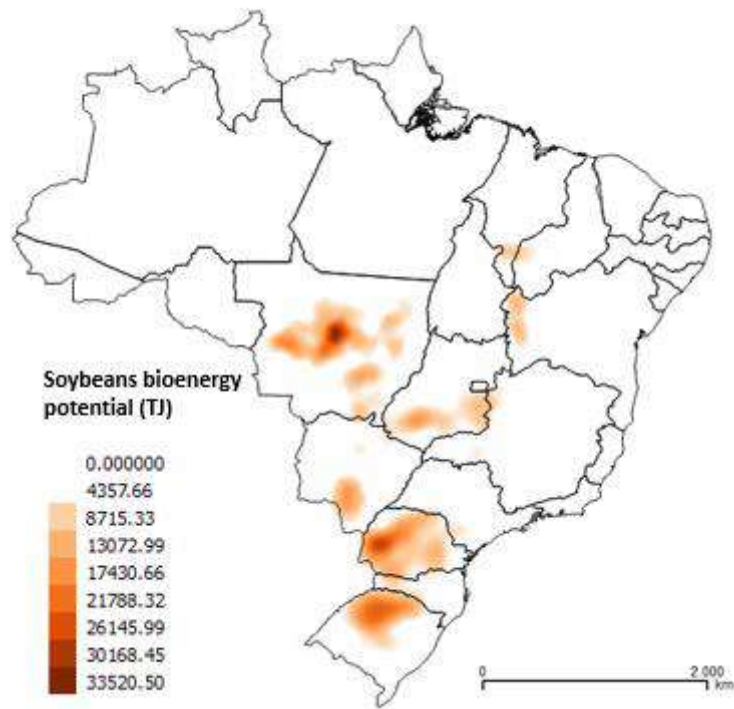 Soybeans bioenergy
potential (TJ)
0.000000
4357.66
8715.33
13072.99
17430.66
21788.32
26145.99
30168.45
33520.50
0 2 000
km